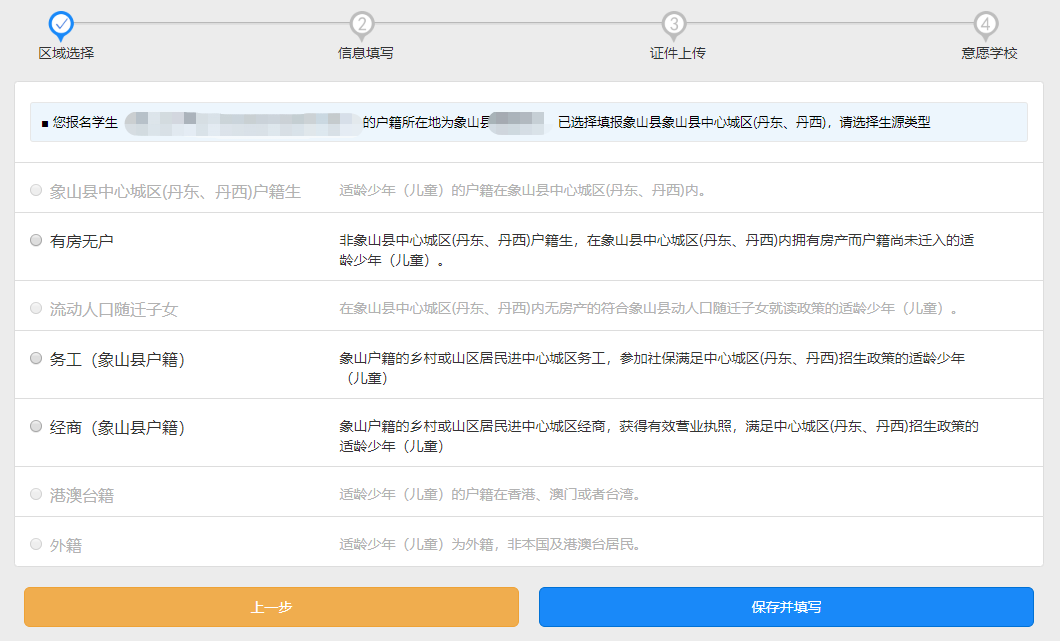 2
3
4
区域选择
信息填写
证件上传
意愿学校
■ 您报名学生
的户籍所在地为象山县
已选择填报象山县象山县中心城区(丹东、丹西)，请选择生源类型
象山县中心城区(丹东、丹西)户籍生
适龄少年（儿童）的户籍在象山县中心城区(丹东、丹西)内。
有房无户
非象山县中心城区(丹东、丹西)户籍生，在象山县中心城区(丹东、丹西)内拥有房产而户籍尚未迁入的适
龄少年（儿童）。
流动人口随迁子女
在象山县中心城区(丹东、丹西)内无房产的符合象山县动人口随迁子女就读政策的适龄少年（儿童）。
务工（象山县户籍）
象山户籍的乡村或山区居民进中心城区务工，参加社保满足中心城区(丹东、丹西)招生政策的适龄少年
（儿童）
经商（象山县户籍）
象山户籍的乡村或山区居民进中心城区经商，获得有效营业执照，满足中心城区(丹东、丹西)招生政策的
适龄少年（儿童）
港澳台籍
适龄少年（儿童）的户籍在香港、澳门或者台湾。
外籍
适龄少年（儿童）为外籍，非本国及港澳台居民。
上一步
保存并填写